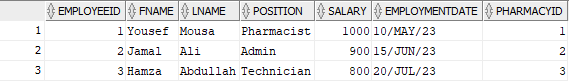 EMPLOYEEID FNAME LNAME POSITION SALARY EMPLOYMENTDATE PHARMACYID
1 1 Yousef Mousa Pharmacist 1000 10/MAY/23 1
2 2 Jamal Ali Admin 900 15/JUN/23 2
3 3 Hamza Abdullah Technician 800 20/JUL/23 3